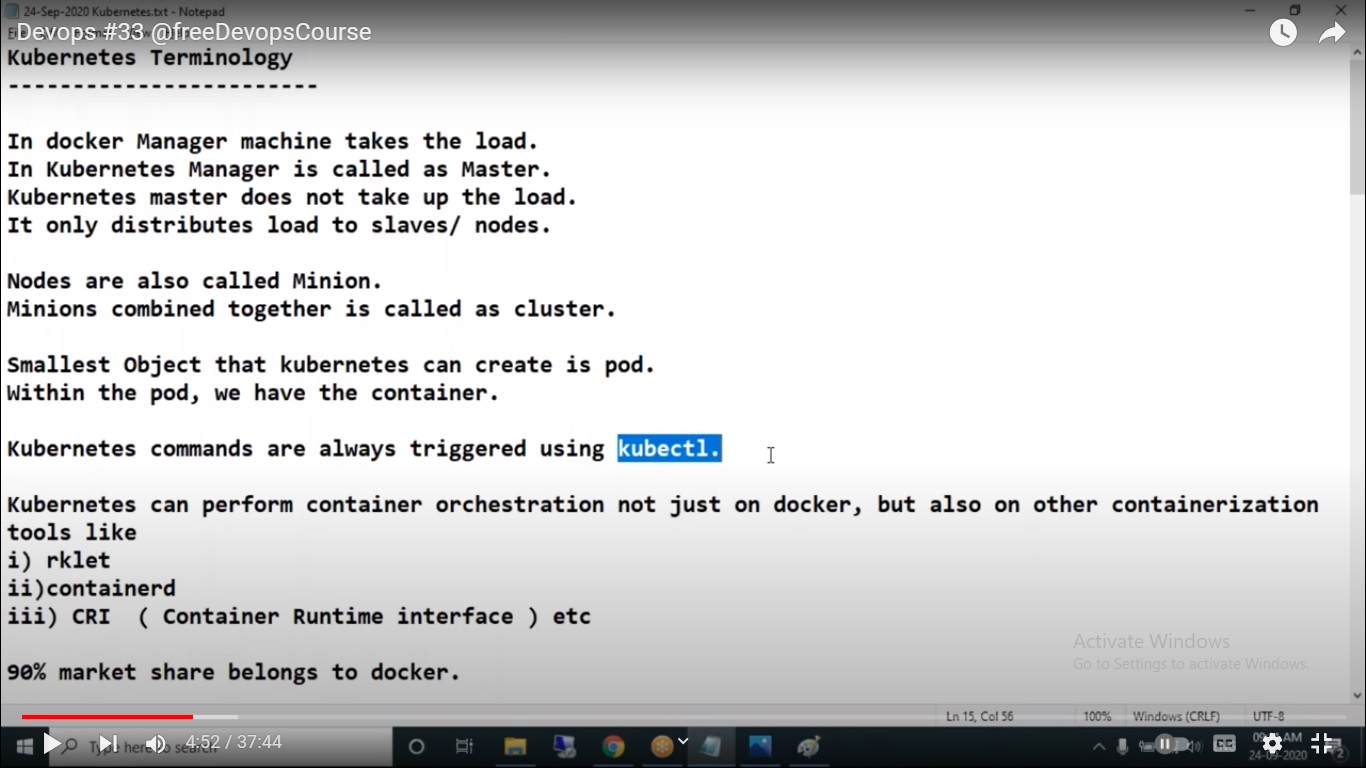 24-Sep-2020 Kubernetes.txt - Notepad
Devops #33 @freeDevopsCourse
Kubernetes Terminology
------------------------
In docker Manager machine takes the load.
In Kubernetes Manager is called as Master.
Kubernetes master does not take up the load.
It only distributes load to slaves/ nodes.
Nodes are also called Minion.
Minions combined together is called as cluster.
Smallest Object that kubernetes can create is pod.
Within the pod, we have the container.
Kubernetes commands are always triggered using kubectl.
Kubernetes can perform container orchestration not just on docker, but also on other containerization
tools like
i) rklet
ii)containerd
iii) CRI  ( Container Runtime interface ) etc
90% market share belongs to docker.
Activate Windows
Go to Settings to activate Windows.
Ln 15, Col 56
100%
Windows (CRLF)
UTF-8
Type here to search
4:52 / 37:44
CC
AM
24-09-2020
2